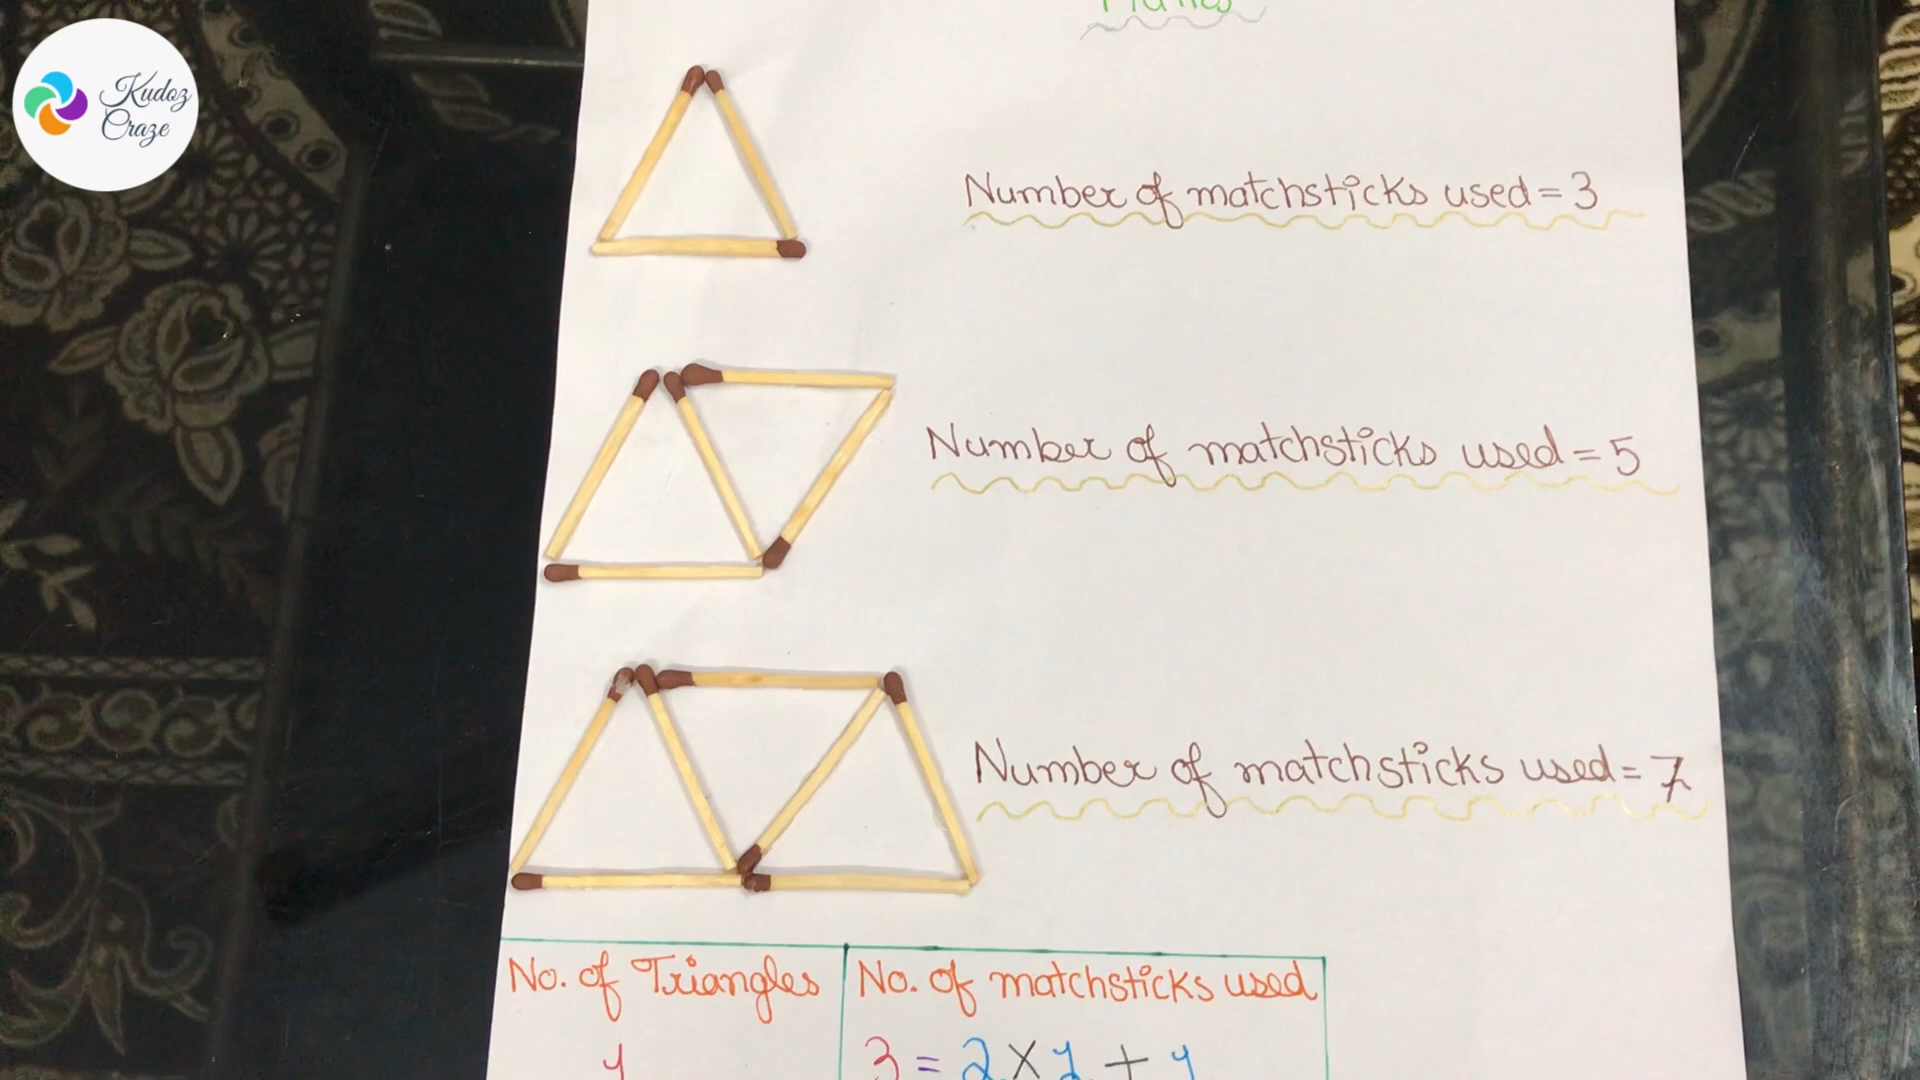 Kudoz
Craze
Number of matchsticks used = 3
Number of matchsticks used = 5
Number of matchsticks used = 7
No. of Triangles
No. of matchsticks used
1
3 = 2 × 1 + 1